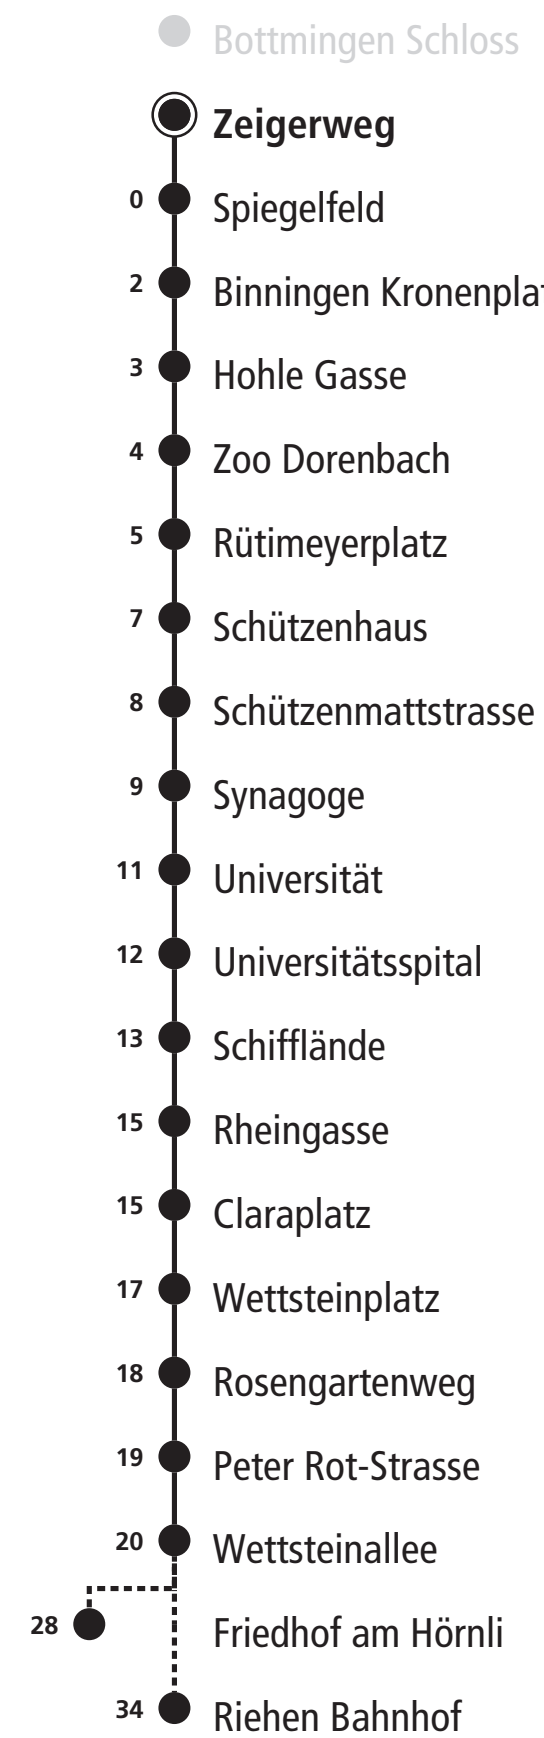 Bottmingen Schloss
Zeigerweg
0 Spiegelfeld
2 Binningen
3 Hohle Gasse
4 Zoo Dorenbach
5 Rütimeyerplatz
7 Schützenhaus
8 Schützenmattstrasse
9 Synagoge
11 Universität
12 Universitätsspital
13 Schifflände
15 Rheingasse
15 Claraplatz
17 Wettsteinplatz
18 Rosengartenweg
19 Peter Rot-Strasse
20 Wettsteinallee
28 Friedhof am Hörnli
34 Riehen Bahnhof